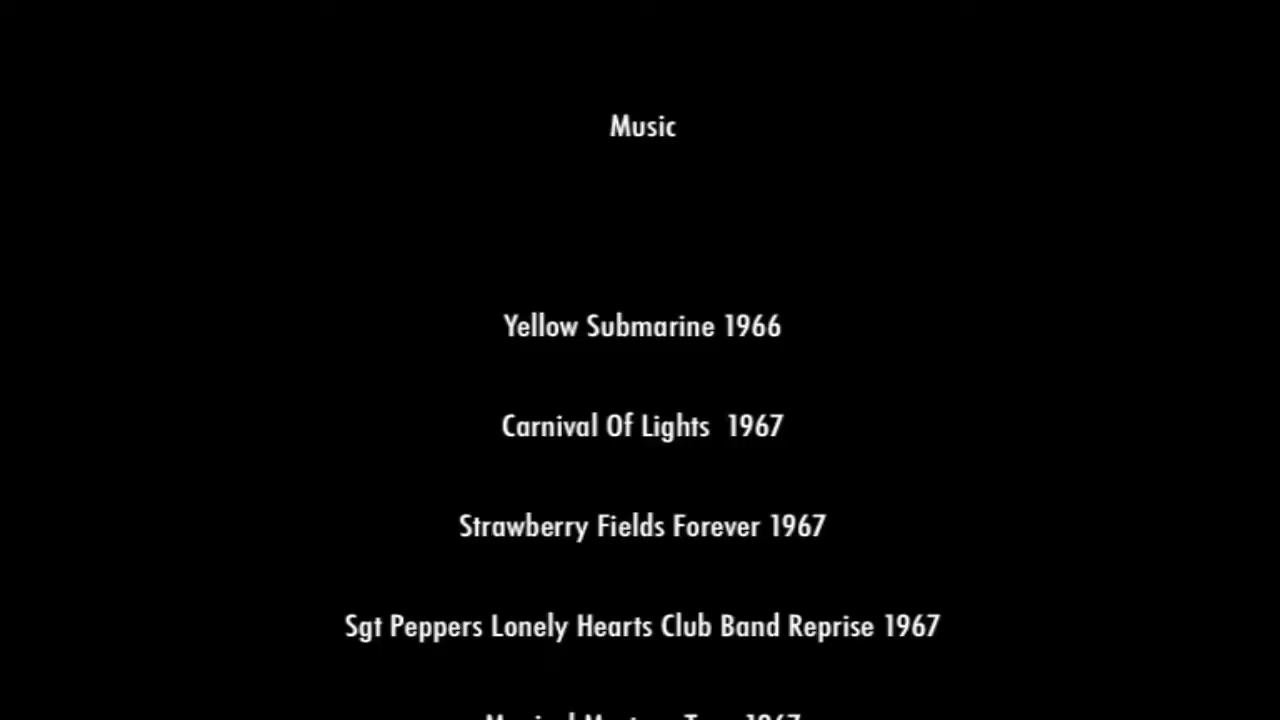 Music
Yellow Submarine 1966
Carnival Of Lights 1967
Strawberry Fields Forever 1967
Sgt Peppers Lonely Hearts Club Band Reprise 1967